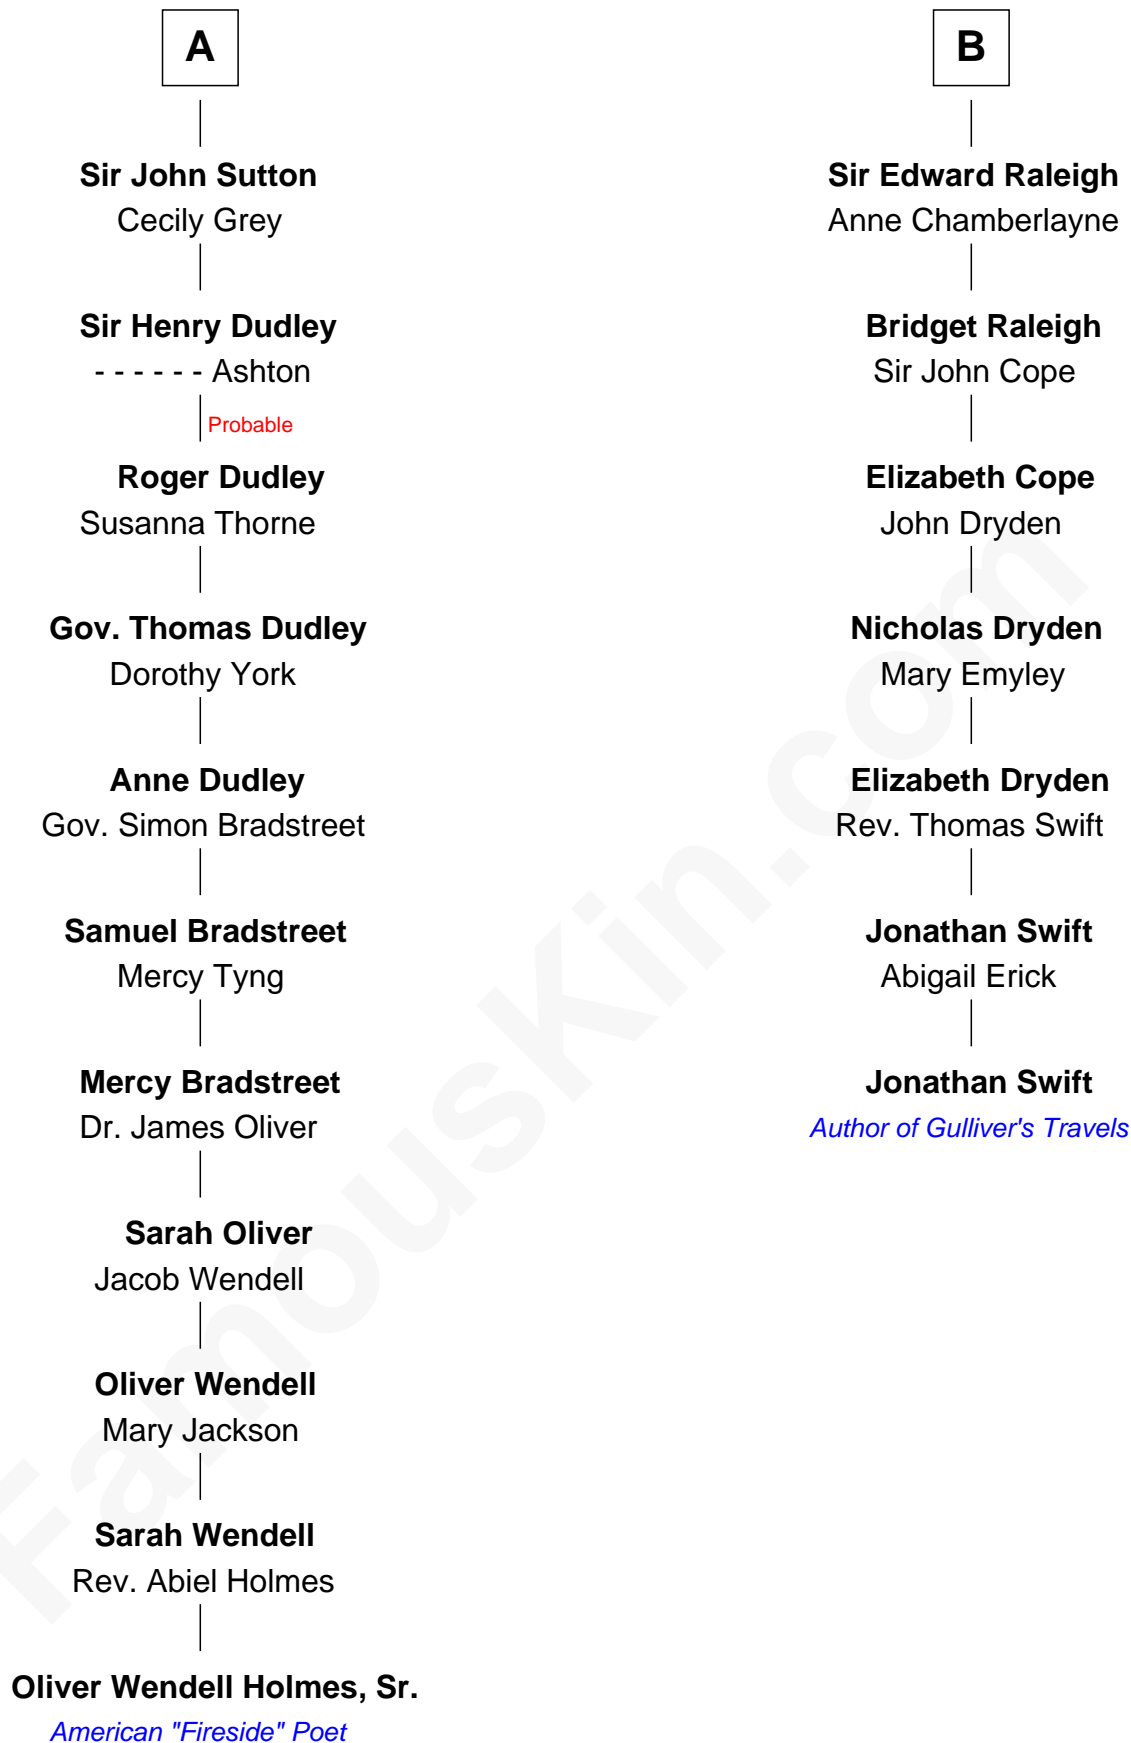 A
Sir John Sutton
Cecily Grey
Sir Henry Dudley
- - - - - - Ashton
Probable
Roger Dudley
Susanna Thorne
Gov. Thomas Dudley
Dorothy York
Anne Dudley
Gov. Simon Bradstreet
Samuel Bradstreet
Mercy Tyng
Mercy Bradstreet
Dr. James Oliver
Sarah Oliver
Jacob Wendell
Oliver Wendell
Mary Jackson
Sarah Wendell
Rev. Abiel Holmes
Oliver Wendell Holmes, Sr.
American "Fireside" Poet
B
Sir Edward Raleigh
Anne Chamberlayne
Bridget Raleigh
Sir John Cope
Elizabeth Cope
John Dryden
Nicholas Dryden
Mary Emyley
Elizabeth Dryden
Rev. Thomas Swift
Jonathan Swift
Abigail Erick
Jonathan Swift
Author of Gulliver's Travels
FamousKin.com